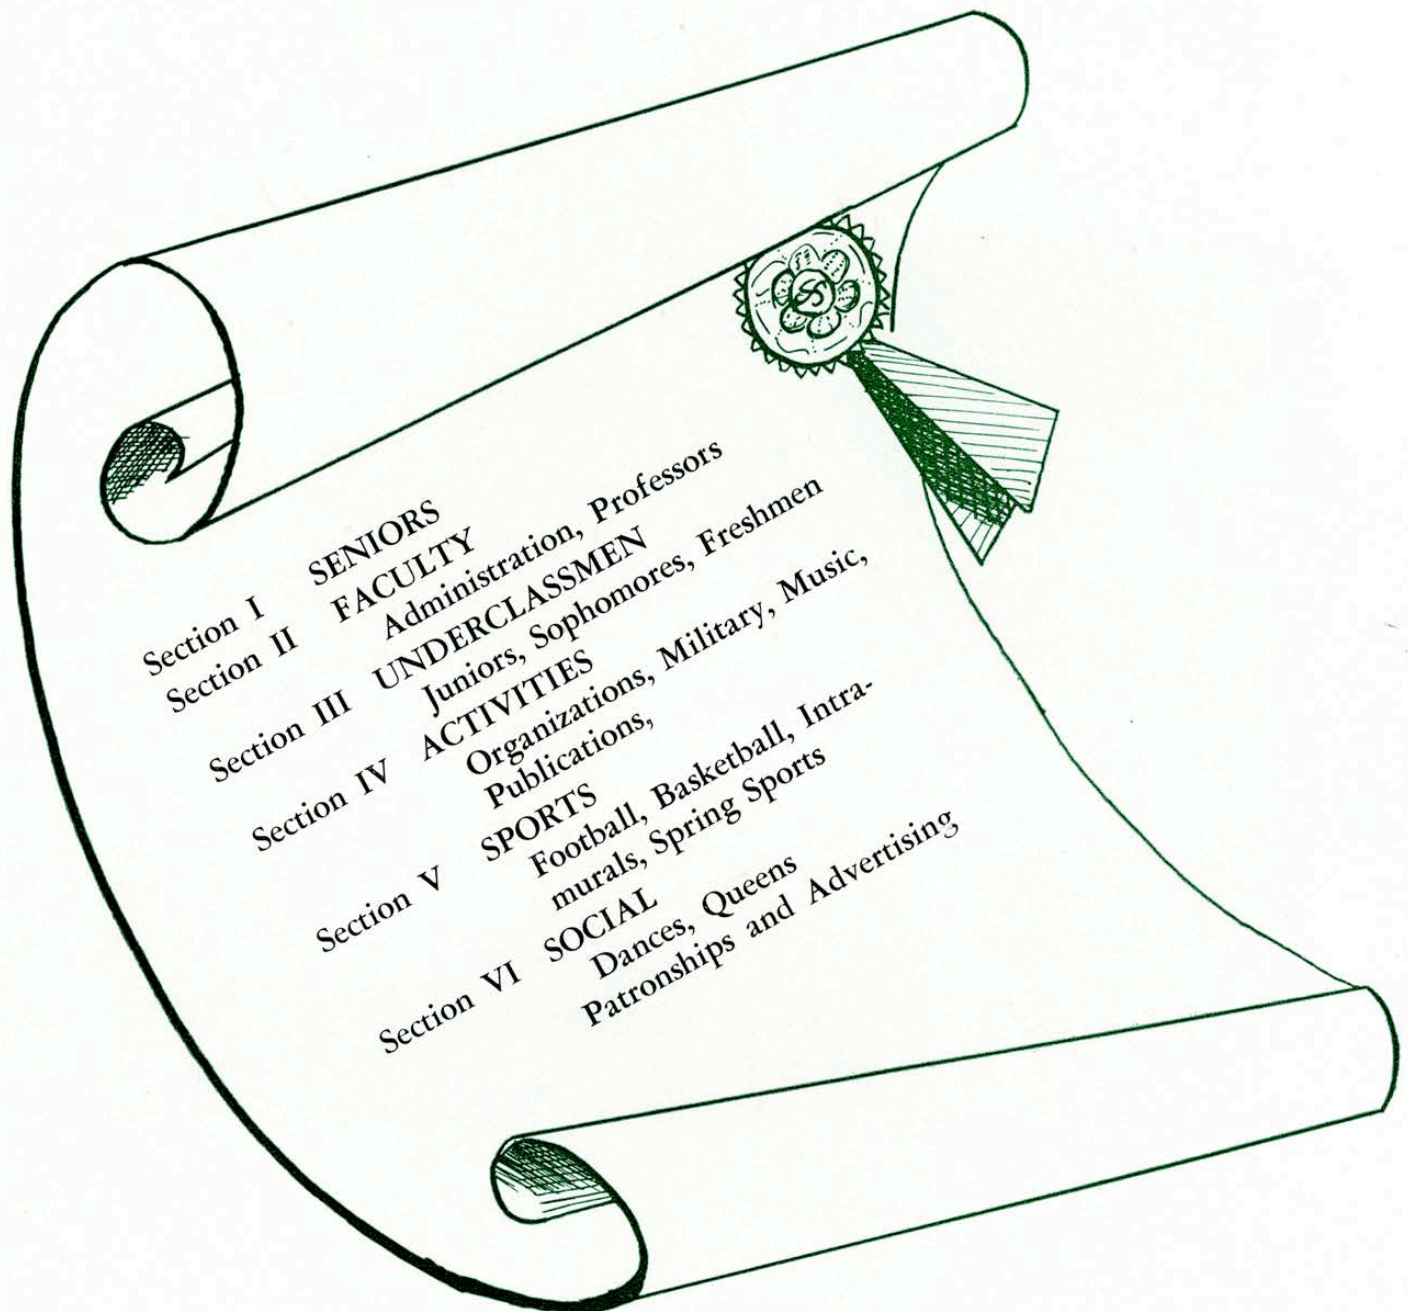 Section I SENIORS
Section II FACULTY
Administration, Professors
Section III UNDERCLASSMEN
Juniors, Sophomores, Freshmen
Section IV ACTIVITIES
Organizations, Military, Music,
Publications,
Section V SPORTS
Football, Basketball, Intra-
murals, Spring Sports
Section VI SOCIAL
Dances, Queens
Patronships and Advertising